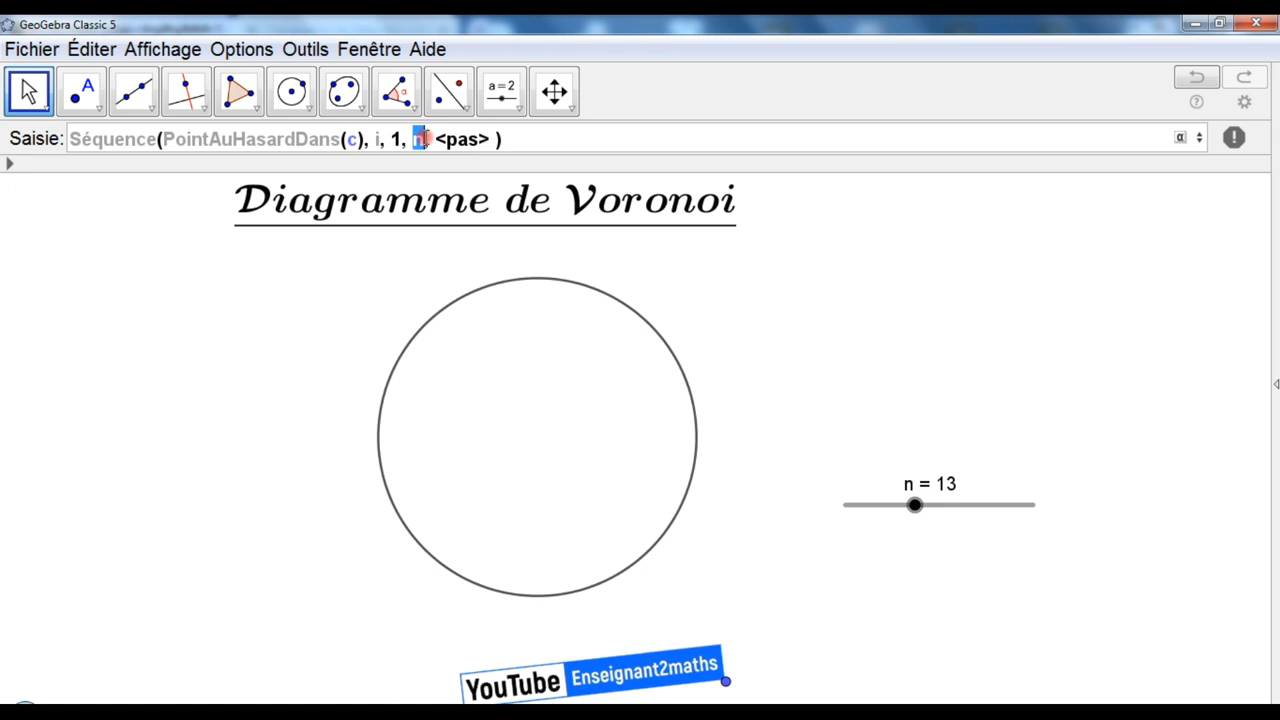 GeoGebra Classic 5
Fichier Éditer Affichage Options Outils Fenêtre Aide
A
α
a=2
Saisie: Séquence(PointAuHasardDans(c), i, 1, n, <pas> )
α
Diagramme de Voronoi
n = 13
YouTube Enseignant2maths